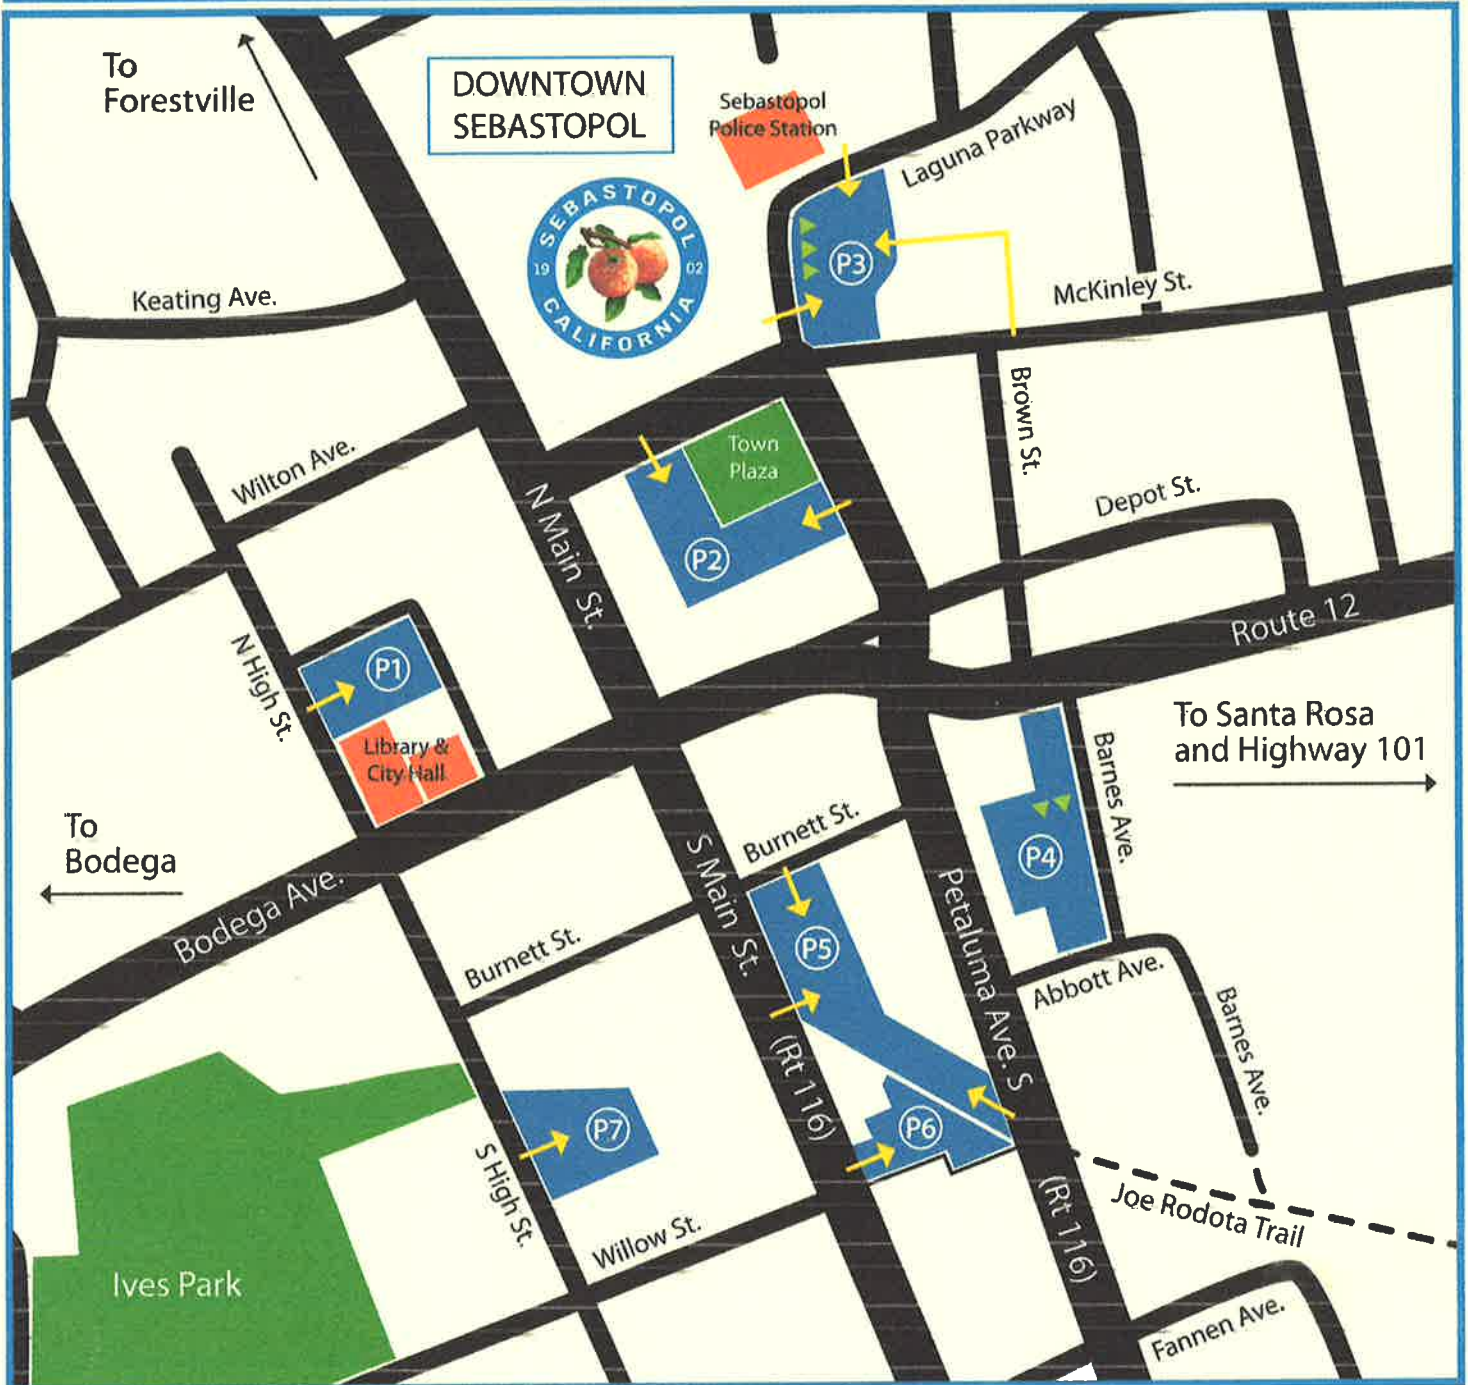 To
Forestville
DOWNTOWN
SEBASTOPOL
Sebastopol
Police Station
Laguna Parkway
SEBASTOPOL
19 02
CALIFORNIA
P3
Keating Ave.
McKinley St.
Brown St.
Wilton Ave.
Town
Plaza
N Main St.
Depot St.
P2
Route 12
N High St.
P1
Library &
City Hall
To Santa Rosa
and Highway 101
Barnes Ave.
To
Bodega
Burnett St.
S Main St.
P4
Bodega Ave.
Petaluma Ave. S
Burnett St.
P5
Abbott Ave.
Barnes Ave.
(Rt 116)
P6
P7
S High St.
Joe Rodota Trail
(Rt 116)
Willow St.
Ives Park
Fannen Ave.